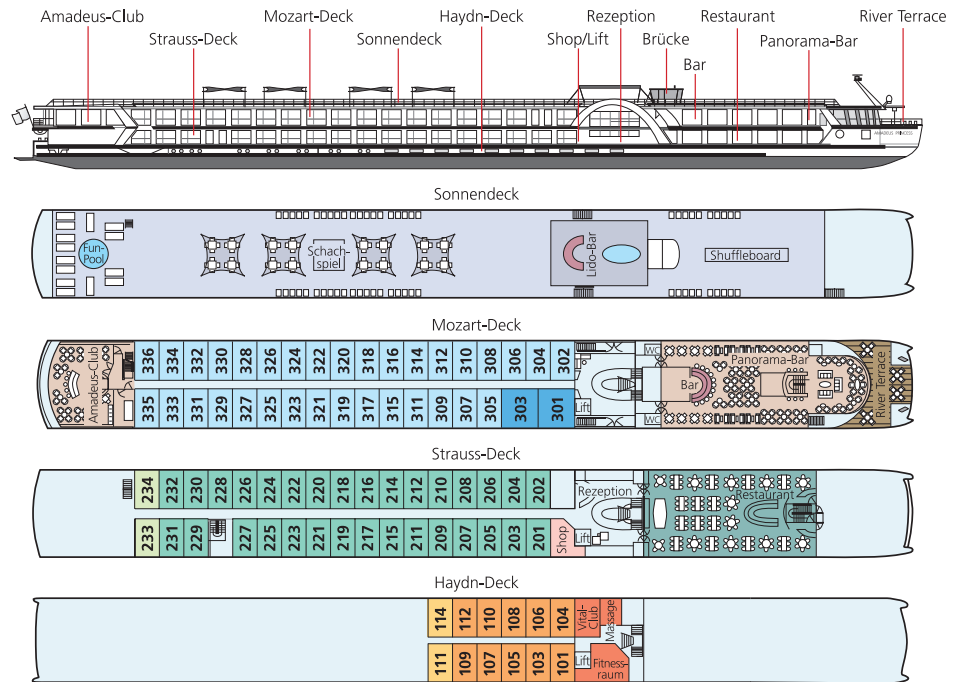 Amadeus-Club
Mozart-Deck
Haydn-Deck
Rezeption
Restaurant
River Terrace
Strauss-Deck
Sonnendeck
Shop/Lift
Brücke
Panorama-Bar
Bar
AMADEUS PRINCESS
Sonnendeck
Fun-
Pool
Schach-
spiel
Lido-Bar
Shuffleboard
Mozart-Deck
Amadeus-Club
336 334 332 330 328 326 324 322 320 318 316 314 312 310 308 306 304 302
335 333 331 329 327 325 323 321 319 317 315 311 309 307 305 303 301
WC
Lift
WC
Bar
Panorama-Bar
River Terrace
Strauss-Deck
234 232 230 228 226 224 222 220 218 216 214 212 210 208 206 204 202
233 231 229 227 225 223 221 219 217 215 211 209 207 205 203 201
Shop
Rezeption
Lift
Restaurant
Haydn-Deck
114 112 110 108 106 104
111 109 107 105 103 101
Vital-
Club
Massage
Lift
Fitness-
raum